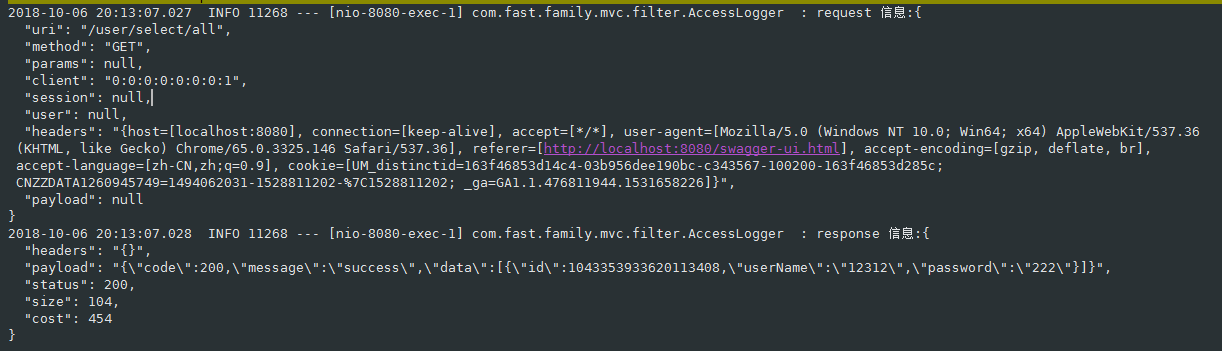 2018-10-06 20:13:07.027  INFO 11268 --- [nio-8080-exec-1] com.fast.family.mvc.filter.AccessLogger  : request 信息:{
  "uri": "/user/select/all",
  "method": "GET",
  "params": null,
  "client": "0:0:0:0:0:0:0:1",
  "session": null,
  "user": null,
  "headers": "{host=[localhost:8080], connection=[keep-alive], accept=[*/*], user-agent=[Mozilla/5.0 (Windows NT 10.0; Win64; x64) AppleWebKit/537.36
 (KHTML, like Gecko) Chrome/65.0.3325.146 Safari/537.36], referer=[http://localhost:8080/swagger-ui.html], accept-encoding=[gzip, deflate, br],
 accept-language=[zh-CN,zh;q=0.9], cookie=[UM_distinctid=163f46853d14c4-03b956dee190bc-c343567-100200-163f46853d285c;
 CNZZDATA1260945749=1494062031-1528811202-%7C1528811202; _ga=GA1.1.476811944.1531658226]}",
  "payload": null
}
2018-10-06 20:13:07.028  INFO 11268 --- [nio-8080-exec-1] com.fast.family.mvc.filter.AccessLogger  : response 信息:{
  "headers": "{}",
  "payload": "{\"code\":200,\"message\":\"success\",\"data\":[{\"id\":1043353933620113408,\"userName\":\"12312\",\"password\":\"222\"}]}",
  "status": 200,
  "size": 104,
  "cost": 454
}